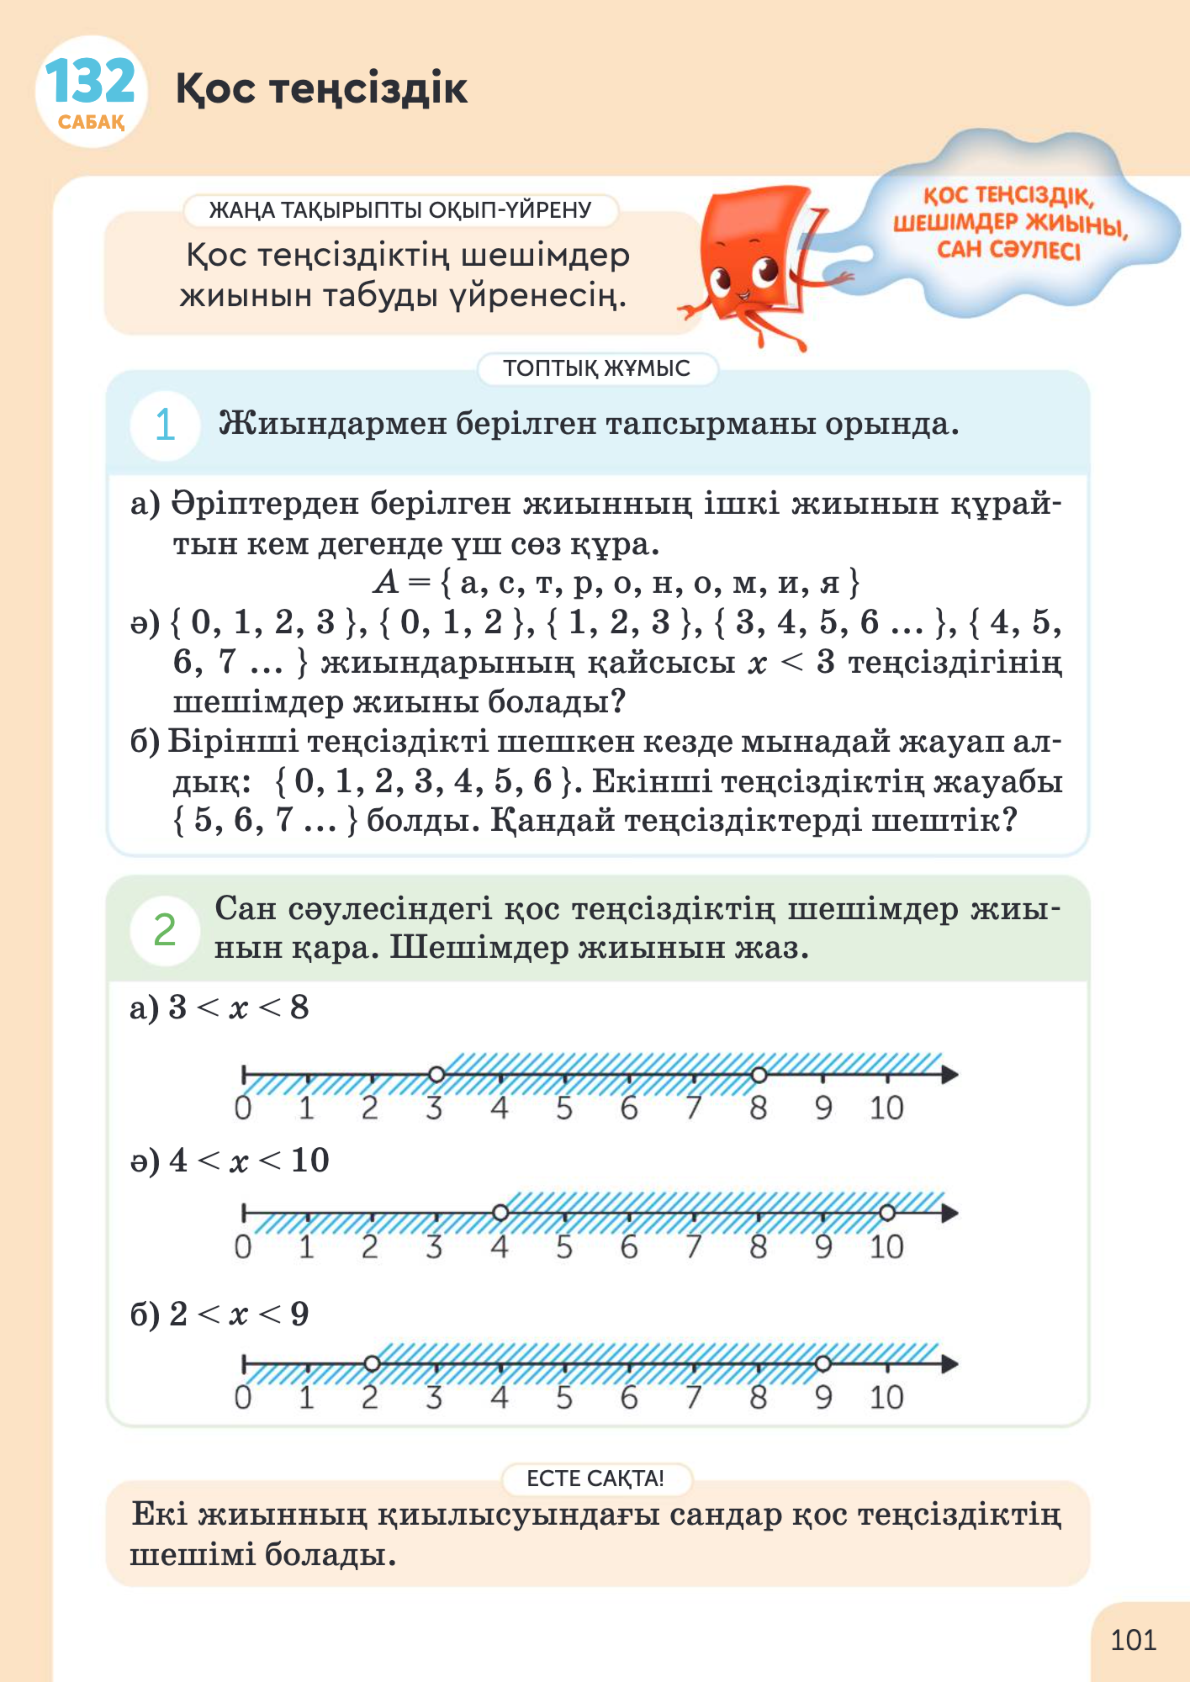 132
САБАҚ
Қос теңсіздік
ЖАҢА ТАҚЫРЫПТЫ ОҚЫП-ҮЙРЕНУ
Қос теңсіздіктің шешімдер
жиынын табуды үйренесің.
ҚОС ТЕҢСІЗДІК,
ШЕШІМДЕР ЖИЫНЫ,
САН СӘУЛЕСІ
ТОПТЫҚ ЖҰМЫС
1 Жиындармен берілген тапсырманы орында.
а) Әріптерден берілген жиынның ішкі жиынын құрай-
тын кем дегенде үш сөз құра.
A = { а, с, т, р, о, н, о, м, и, я }
ә) { 0, 1, 2, 3 }, { 0, 1, 2 }, { 1, 2, 3 }, { 3, 4, 5, 6 ... }, { 4, 5,
6, 7 ... } жиындарының қайсысы x < 3 теңсіздігінің
шешімдер жиыны болады?
б) Бірінші теңсіздікті шешкен кезде мынадай жауап ал-
дық: { 0, 1, 2, 3, 4, 5, 6 }. Екінші теңсіздіктің жауабы
{ 5, 6, 7 ... } болды. Қандай теңсіздіктерді шештік?
2 Сан сәулесіндегі қос теңсіздіктің шешімдер жиы-
нын қара. Шешімдер жиынын жаз.
а) 3 < x < 8
0 1 2 3 4 5 6 7 8 9 10
ә) 4 < x < 10
0 1 2 3 4 5 6 7 8 9 10
б) 2 < x < 9
0 1 2 3 4 5 6 7 8 9 10
ЕСТЕ САҚТА!
Екі жиынның қиылысуындағы сандар қос теңсіздіктің
шешімі болады.
101